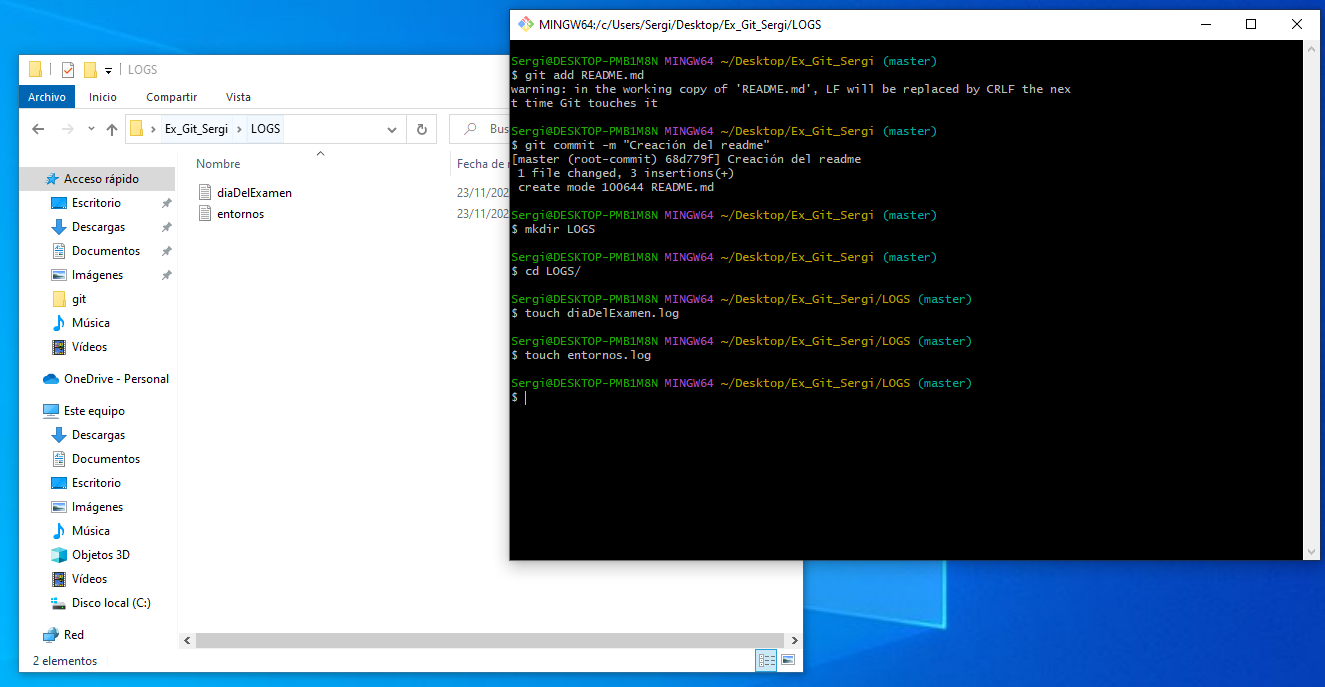 LOGS
Archivo Inicio Compartir Vista
Ex_Git_Sergi LOGS
Nombre
Fecha de
Acceso rápido
Escritorio
Descargas
Documentos
Imágenes
git
Música
Vídeos
OneDrive - Personal
Este equipo
Descargas
Documentos
Escritorio
Imágenes
Música
Objetos 3D
Vídeos
Disco local (C:)
Red
diaDelExamen 23/11/202
entornos 23/11/202
2 elementos
MINGW64:/c/Users/Sergi/Desktop/Ex_Git_Sergi/LOGS
Sergi@DESKTOP-PMB1M8N MINGW64 ~/Desktop/Ex_Git_Sergi (master)
$ git add README.md
warning: in the working copy of 'README.md', LF will be replaced by CRLF the nex
t time Git touches it
Sergi@DESKTOP-PMB1M8N MINGW64 ~/Desktop/Ex_Git_Sergi (master)
$ git commit -m "Creación del readme"
[master (root-commit) 68d779f] Creación del readme
1 file changed, 3 insertions(+)
create mode 100644 README.md
Sergi@DESKTOP-PMB1M8N MINGW64 ~/Desktop/Ex_Git_Sergi (master)
$ mkdir LOGS
Sergi@DESKTOP-PMB1M8N MINGW64 ~/Desktop/Ex_Git_Sergi (master)
$ cd LOGS/
Sergi@DESKTOP-PMB1M8N MINGW64 ~/Desktop/Ex_Git_Sergi/LOGS (master)
$ touch diaDelExamen.log
Sergi@DESKTOP-PMB1M8N MINGW64 ~/Desktop/Ex_Git_Sergi/LOGS (master)
$ touch entornos.log
Sergi@DESKTOP-PMB1M8N MINGW64 ~/Desktop/Ex_Git_Sergi/LOGS (master)
$